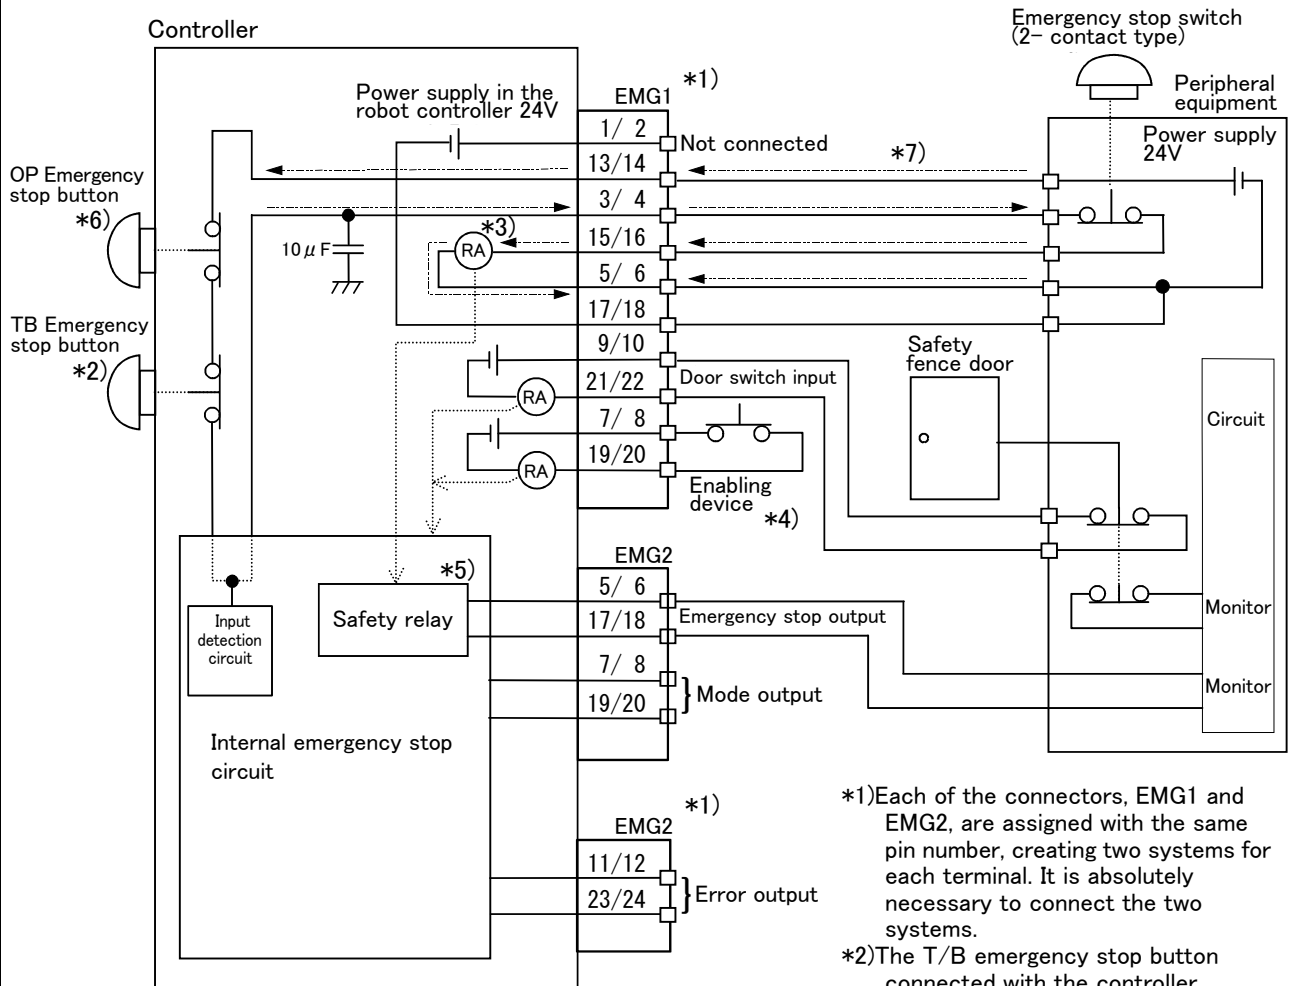 Controller
Emergency stop switch
(2- contact type)
Peripheral
equipment
Power supply
24V
Power supply in the
robot controller 24V
EMG1
*1)
1/ 2
Not connected
13/14
*7)
3/ 4
15/16
5/ 6
17/18
9/10
21/22
Door switch input
7/ 8
19/20
Enabling
device
*4)
OP Emergency
stop button
*6)
10μF
*3)
RA
RA
RA
TB Emergency
stop button
*2)
Safety
fence door
Circuit
Monitor
Monitor
EMG2
5/ 6
Emergency stop output
17/18
7/ 8
Mode output
19/20
*5)
Safety relay
Input
detection
circuit
Internal emergency stop
circuit
*1)
EMG2
11/12
Error output
23/24
*1)Each of the connectors, EMG1 and
EMG2, are assigned with the same
pin number, creating two systems for
each terminal. It is absolutely
necessary to connect the two
systems.
*2)The T/B emergency stop button
connected with the controller